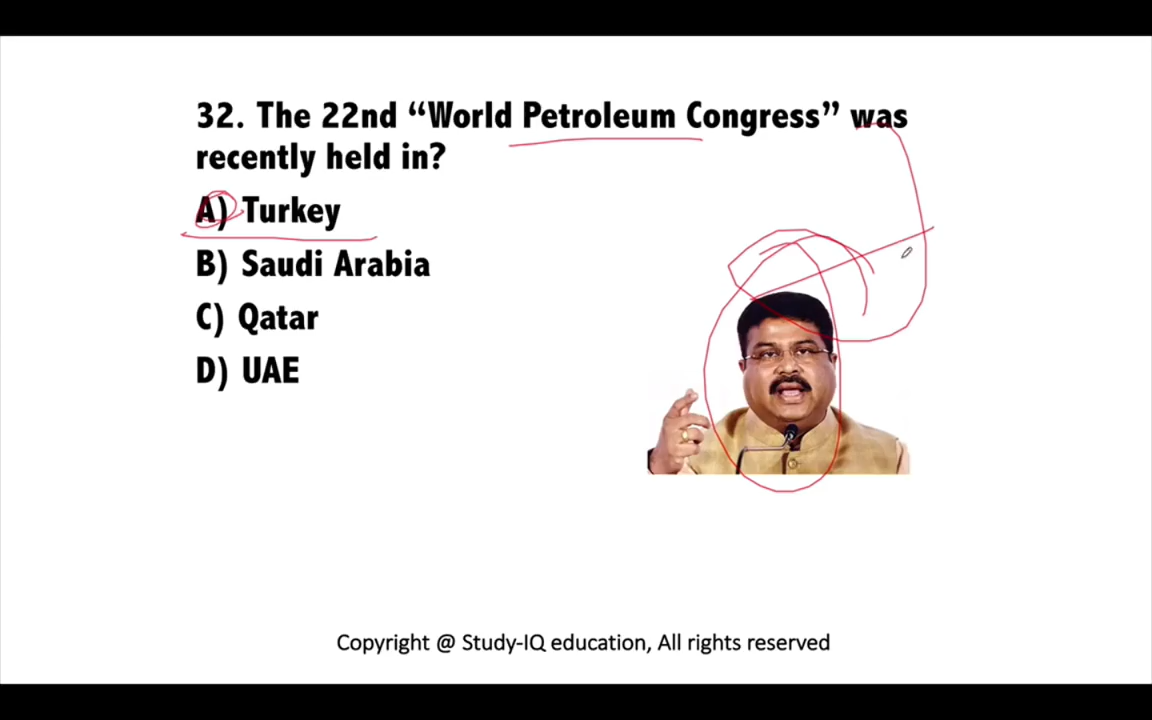 32. The 22nd “World Petroleum Congress” was
recently held in?
A) Turkey
B) Saudi Arabia
C) Qatar
D) UAE
Copyright @ Study-IQ education, All rights reserved